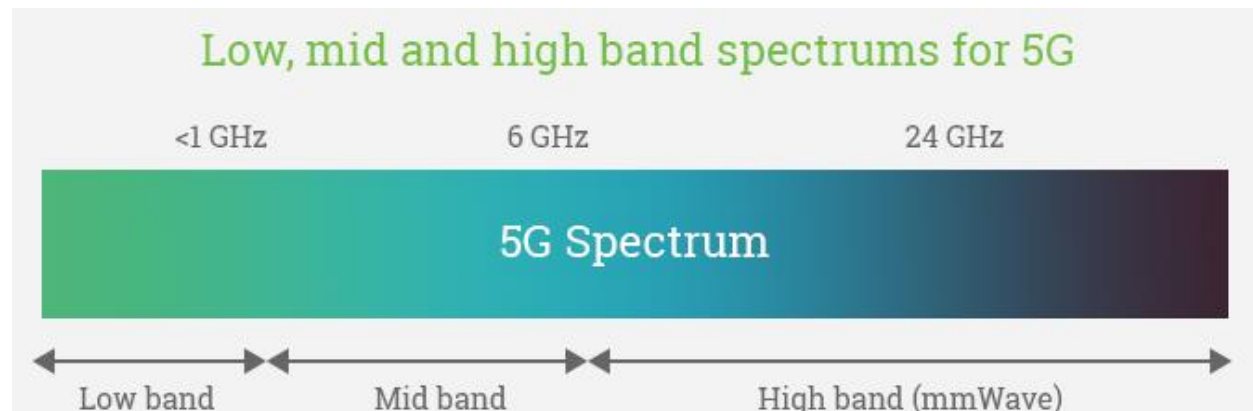 Low, mid and high band spectrums for 5G
<1 GHz 6 GHz 24 GHz
5G Spectrum
Low band Mid band High band (mmWave)